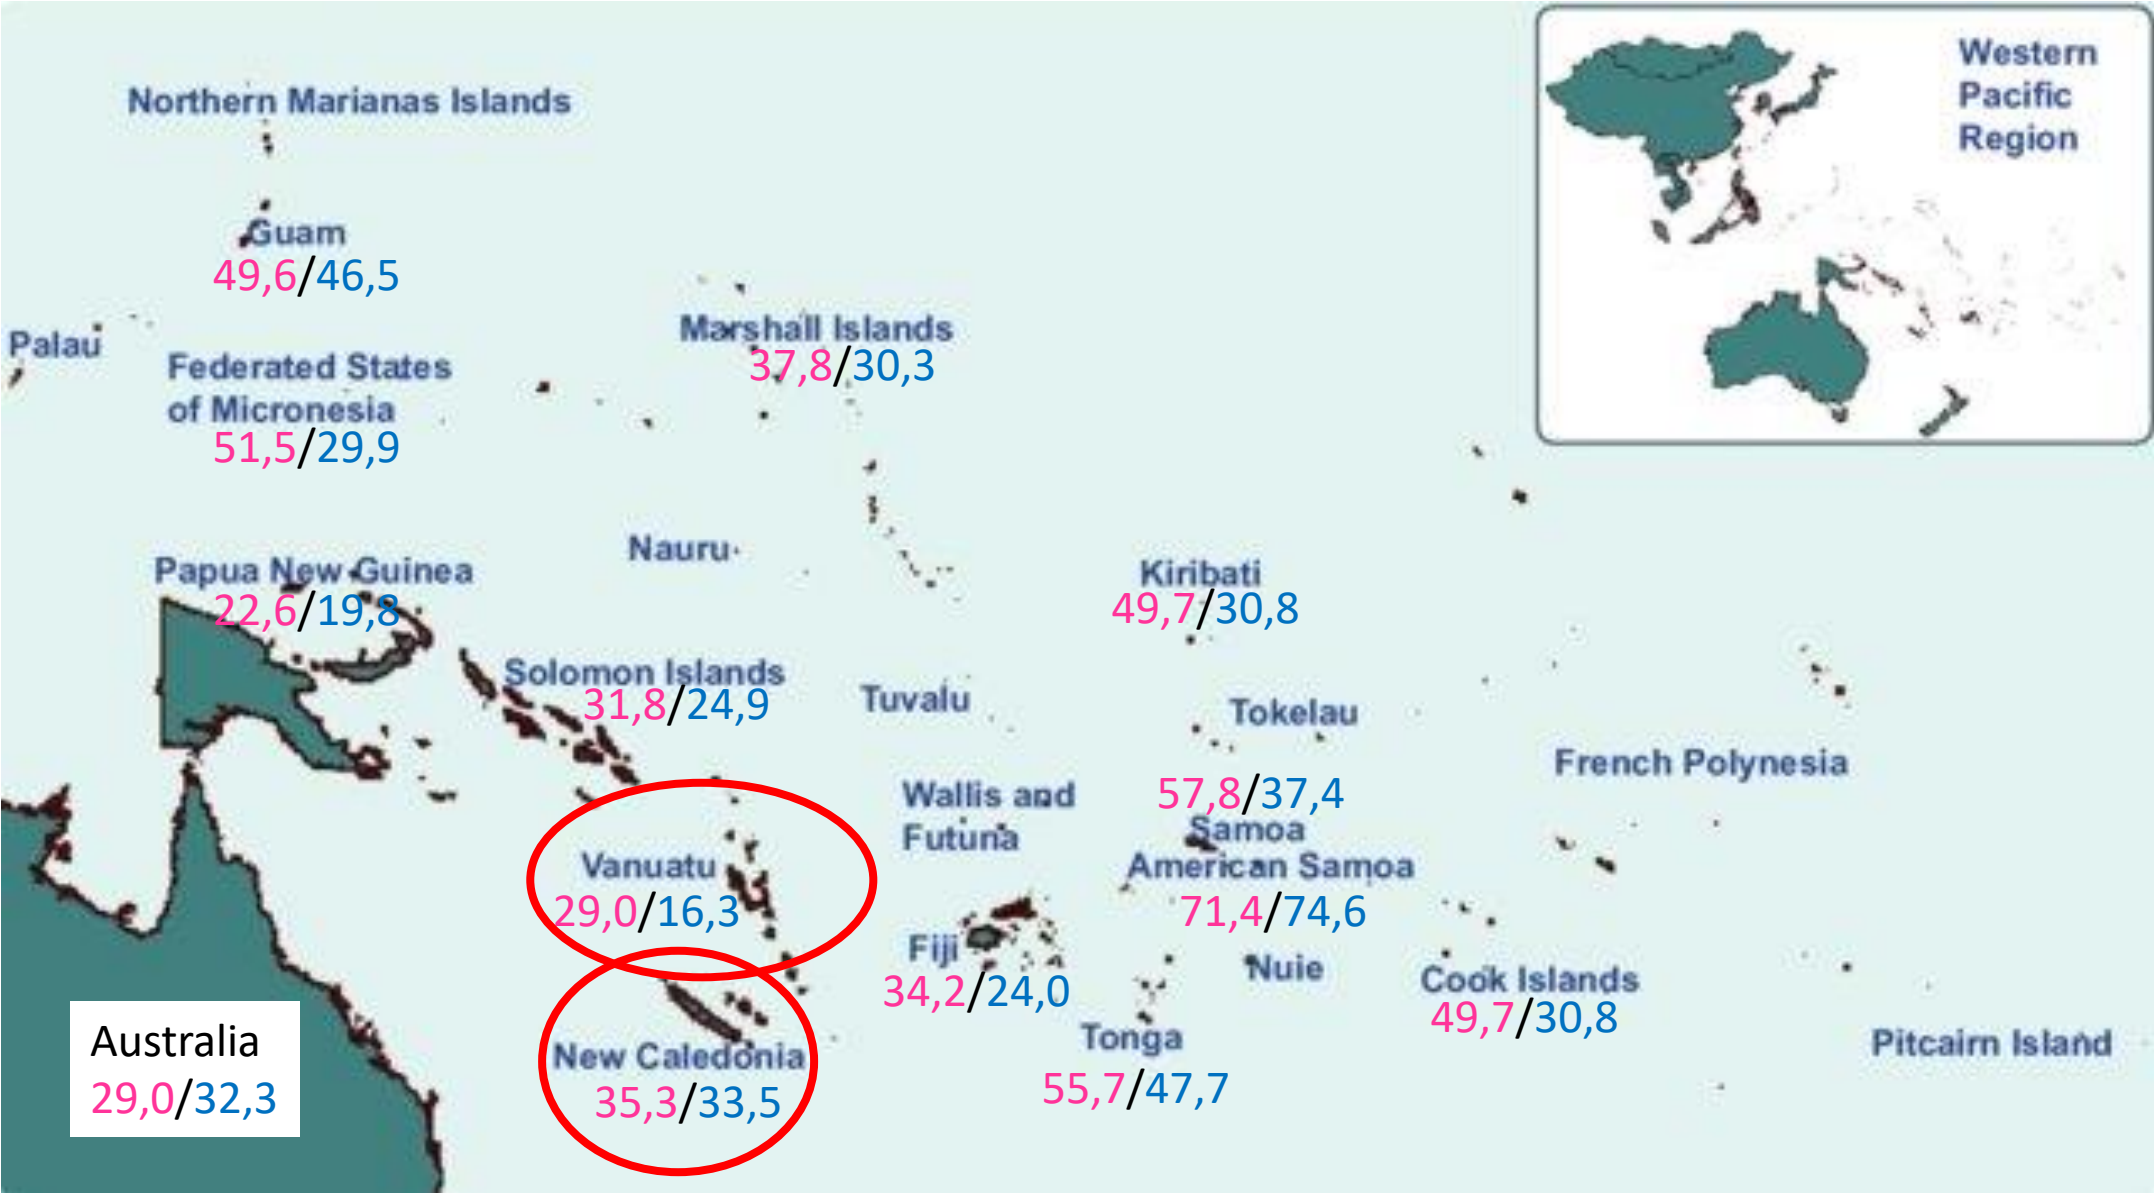 Western
Pacific
Region
Northern Marianas Islands
Guam
49,6/46,5
Palau
Marshall Islands
37,8/30,3
Federated States
of Micronesia
51,5/29,9
Nauru
Papua New Guinea
22,6/19,8
Kiribati
49,7/30,8
Solomon Islands
31,8/24,9
Tuvalu
Tokelau
French Polynesia
Wallis and
Futuna
57,8/37,4
Samoa
American Samoa
71,4/74,6
Vanuatu
29,0/16,3
Fiji
34,2/24,0
Nuie
Cook Islands
49,7/30,8
Tonga
55,7/47,7
Pitcairn Island
New Caledonia
35,3/33,5
Australia
29,0/32,3